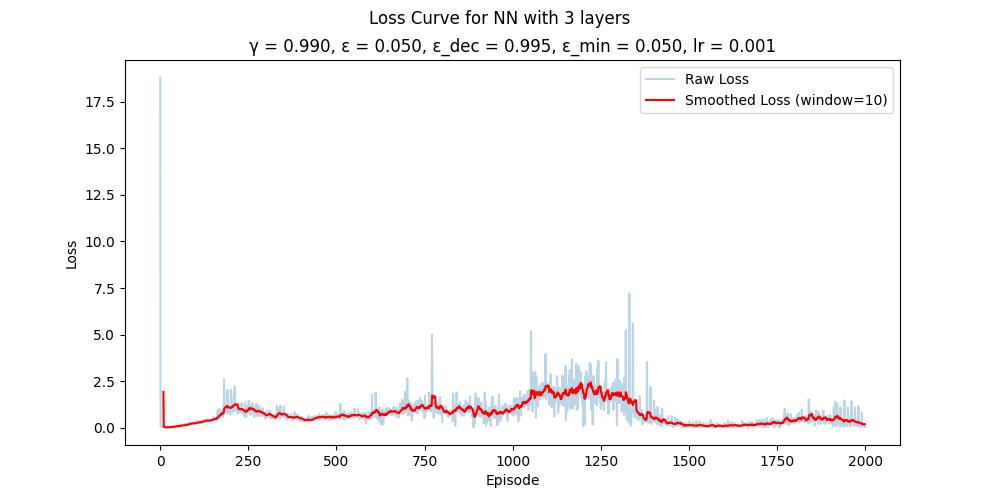 Loss Curve for NN with 3 layers
γ = 0.990, ε = 0.050, ε_dec = 0.995, ε_min = 0.050, lr = 0.001
Raw Loss
Smoothed Loss (window=10)
17.5
15.0
12.5
10.0
7.5
5.0
2.5
0.0
Loss
0 250 500 750 1000 1250 1500 1750 2000
Episode